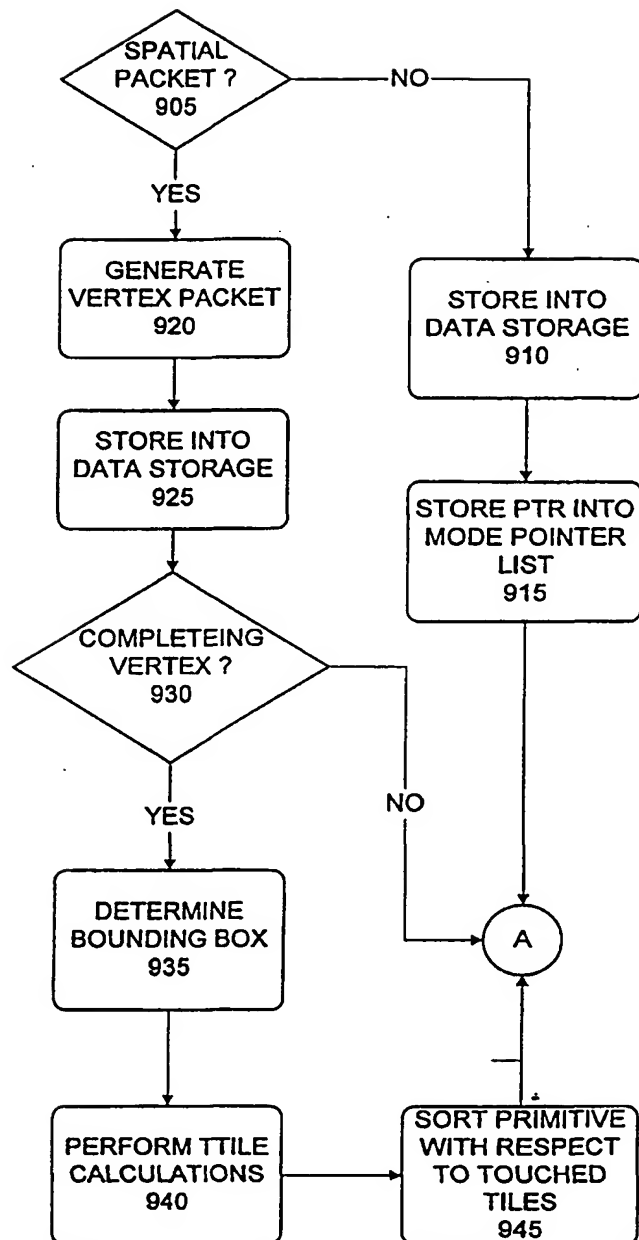 SPATIAL
PACKET ?
905
NO
YES
GENERATE
VERTEX PACKET
920
STORE INTO
DATA STORAGE
910
STORE INTO
DATA STORAGE
925
STORE PTR INTO
MODE POINTER
LIST
915
COMPLETEING
VERTEX ?
930
NO
YES
DETERMINE
BOUNDING BOX
935
A
PERFORM TTILE
CALCULATIONS
940
SORT PRIMITIVE
WITH RESPECT
TO TOUCHED
TILES
945